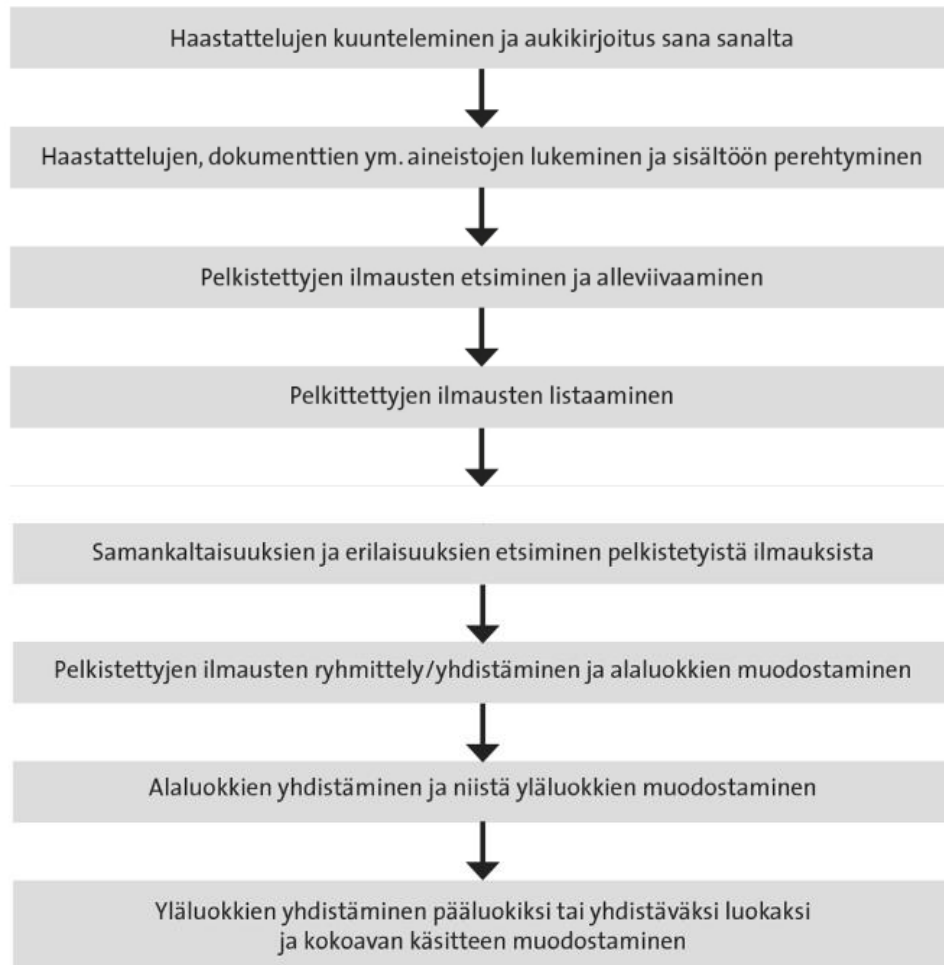 Haastattelujen kuunteleminen ja aukikirjoitus sana sanalta
Haastattelujen, dokumenttien ym. aineistojen lukeminen ja sisältöön perehtyminen
Pelkistettyjen ilmausten etsiminen ja alleviivaaminen
Pelkittettyjen ilmausten listaaminen
Samankaltaisuuksien ja erilaisuuksien etsiminen pelkistetyistä ilmauksista
Pelkistettyjen ilmausten ryhmittely/yhdistäminen ja alaluokkien muodostaminen
Alaluokkien yhdistäminen ja niistä yläluokkien muodostaminen
Yläluokkien yhdistäminen pääluokiksi tai yhdistäväksi luokaksi
ja kokoavan käsitteen muodostaminen